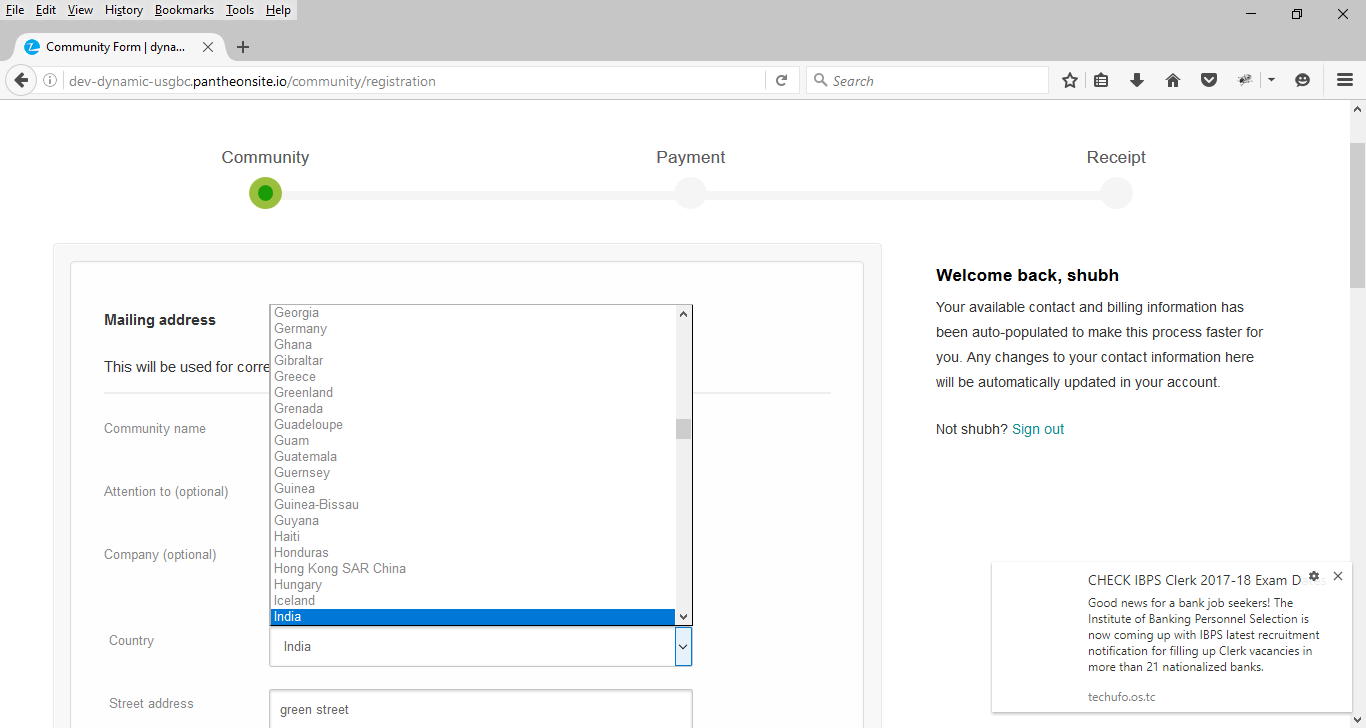 File Edit View History Bookmarks Tools Help
Community Form | dyna...
dev-dynamic-usgbc.pantheonsite.io/community/registration
Search
Community
Payment
Receipt
Mailing address
This will be used for corre
Community name
Attention to (optional)
Company (optional)
Georgia
Germany
Ghana
Gibraltar
Greece
Greenland
Grenada
Guadeloupe
Guam
Guatemala
Guernsey
Guinea
Guinea-Bissau
Guyana
Haiti
Honduras
Hong Kong SAR China
Hungary
Iceland
India
Country
India
Street address
green street
Welcome back, shubh
Your available contact and billing information has
been auto-populated to make this process faster for
you. Any changes to your contact information here
will be automatically updated in your account.
Not shubh? Sign out
CHECK IBPS Clerk 2017-18 Exam D
Good news for a bank job seekers! The
Institute of Banking Personnel Selection is
now coming up with IBPS latest recruitment
notification for filling up Clerk vacancies in
more than 21 nationalized banks.
techufo.os.tc